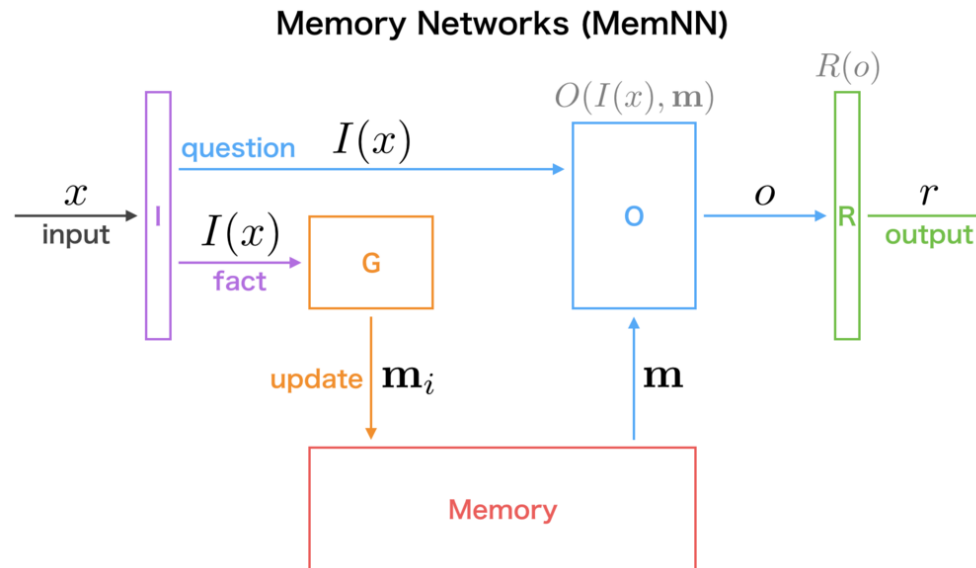 Memory Networks (MemNN)
R(o)
O(I(x), m)
question I(x)
x
input
I
I(x)
fact
G
O
o
R
r
output
update m_i
m
Memory